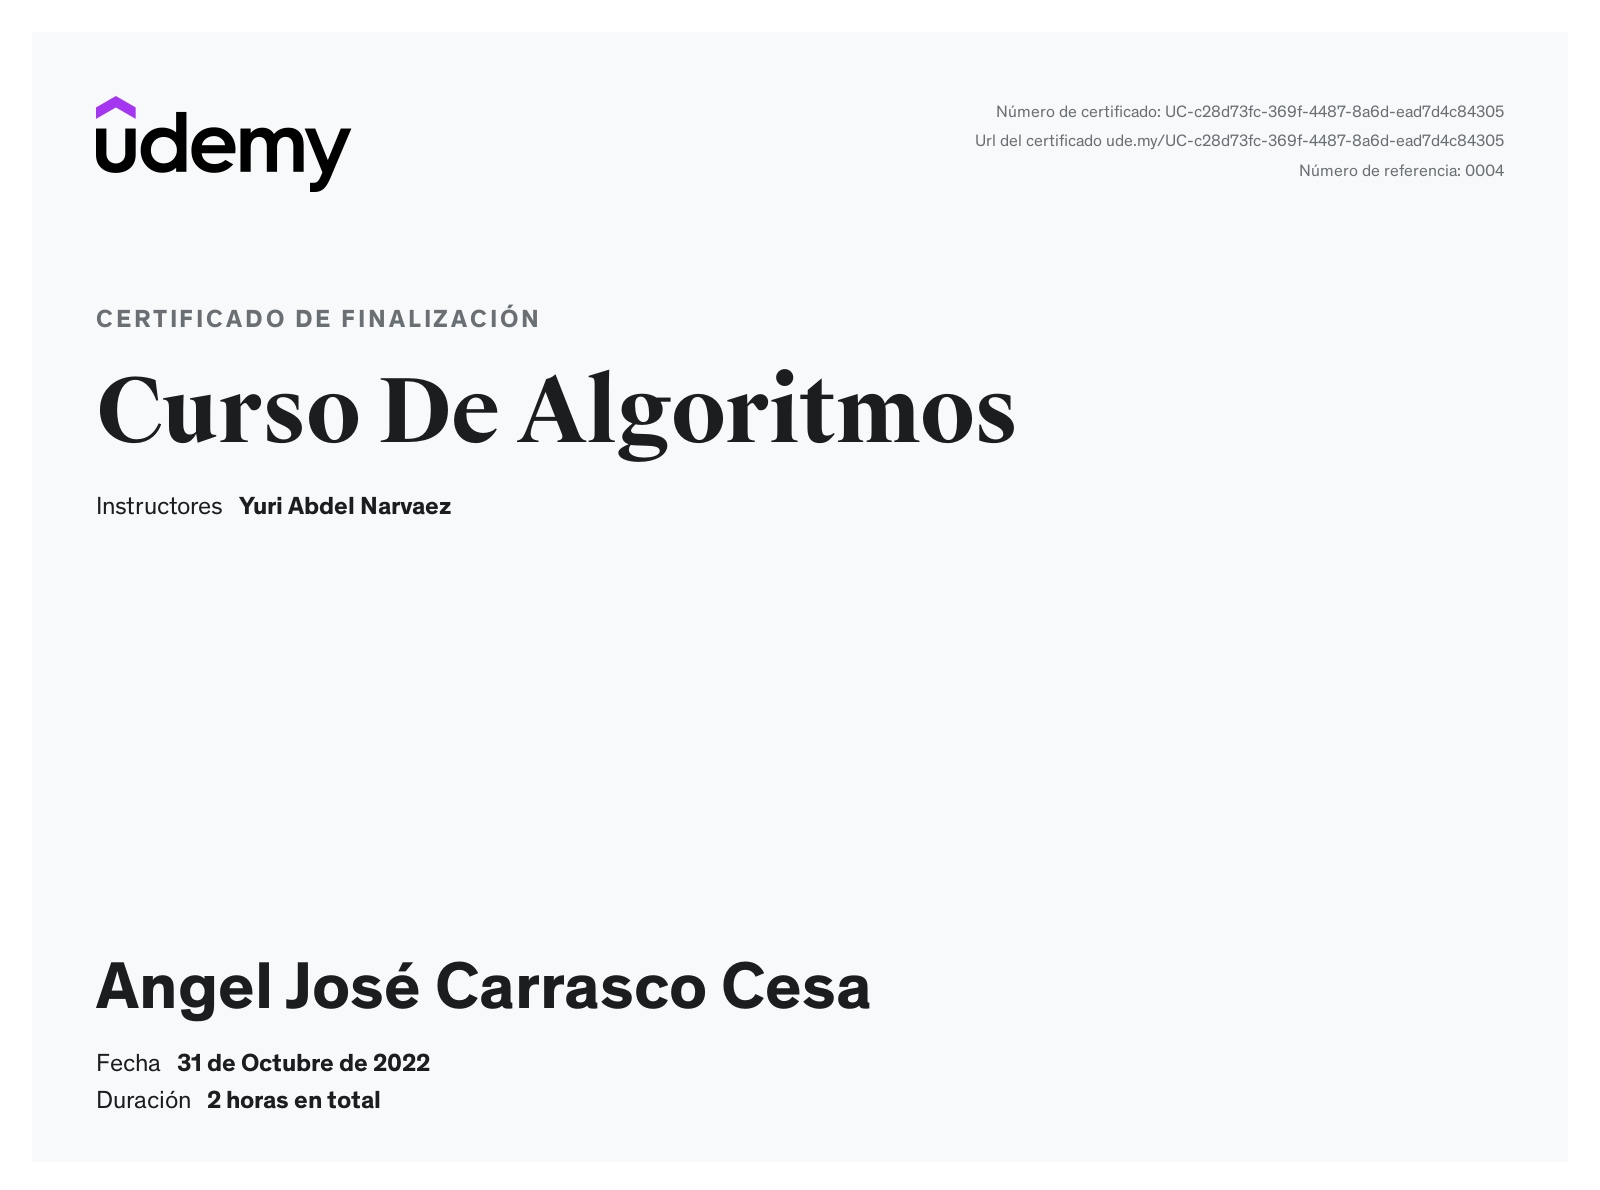 udemy
Número de certificado: UC-c28d73fc-369f-4487-8a6d-ead7d4c84305
Url del certificado ude.my/UC-c28d73fc-369f-4487-8a6d-ead7d4c84305
Número de referencia: 0004
CERTIFICADO DE FINALIZACIÓN
Curso De Algoritmos
Instructores Yuri Abdel Narvaez
Angel José Carrasco Cesa
Fecha 31 de Octubre de 2022
Duración 2 horas en total